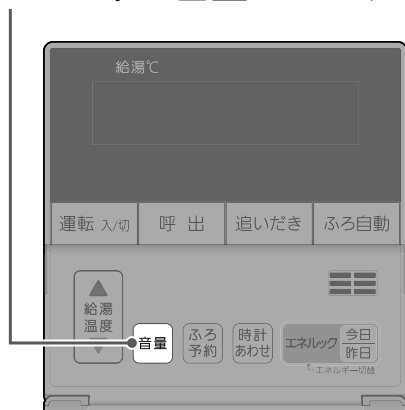 給湯℃
運転 入/切 呼 出 追いだき ふろ自動
給湯
温度
音量
ふろ
予約
時計
あわせ
エネルック
今日
昨日
エネルギー切替